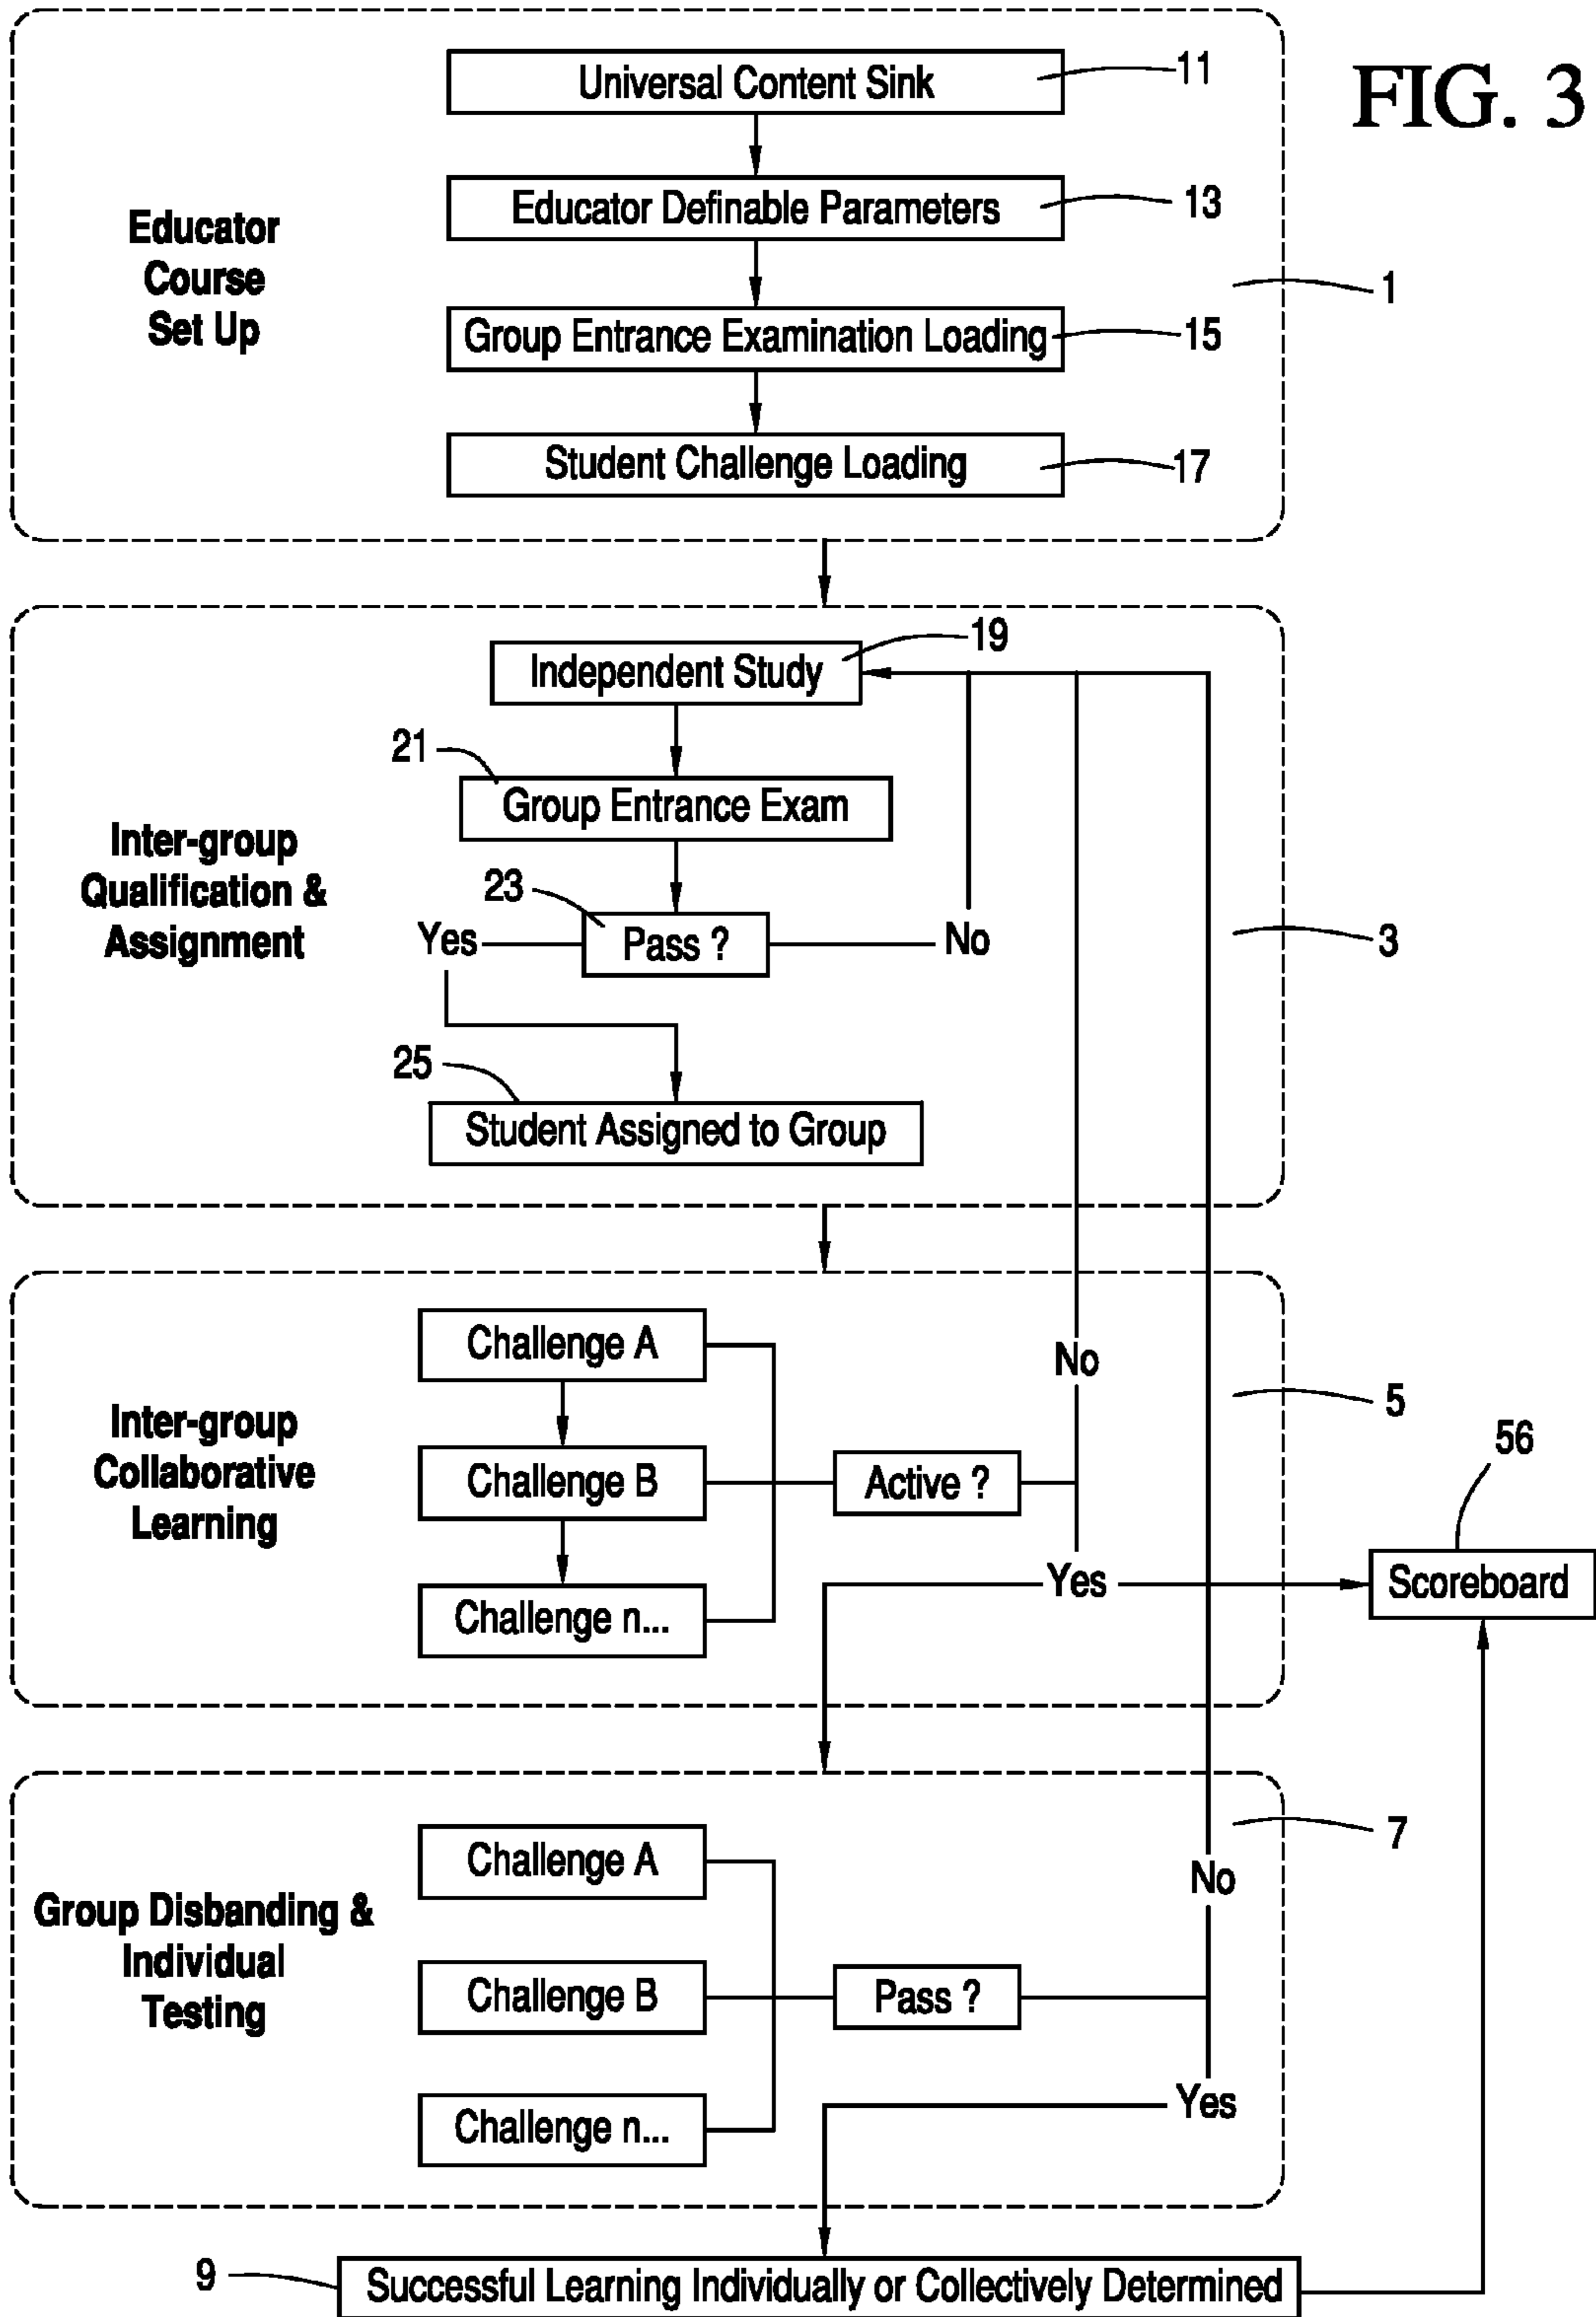 FIG. 3
Universal Content Sink
11
Educator Definable Parameters
13
Educator
Course
Set Up
1
Group Entrance Examination Loading
15
Student Challenge Loading
17
Independent Study
19
21
Group Entrance Exam
Inter-group
Qualification &
Assignment
23
Yes
Pass ?
No
3
25
Student Assigned to Group
Challenge A
No
5
Inter-group
Collaborative
Learning
Challenge B
Active ?
56
Yes
Scoreboard
Challenge n...
Challenge A
7
No
Group Disbanding &
Individual
Testing
Challenge B
Pass ?
Yes
Challenge n...
9
Successful Learning Individually or Collectively Determined